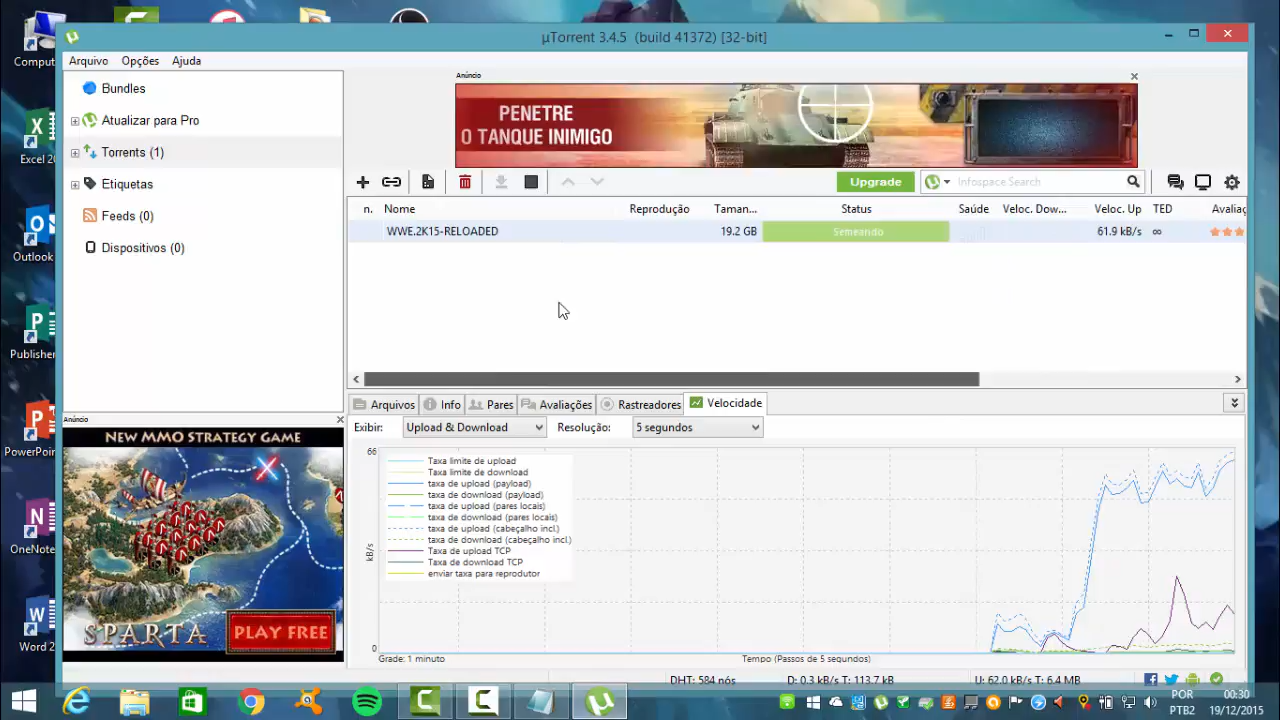 µTorrent 3.4.5 (build 41372) [32-bit]
Comput
Excel 20
Outlook
Publisher
PowerPoin
OneNote
Word 2
Arquivo Opções Ajuda
Bundles
Atualizar para Pro
Torrents (1)
Etiquetas
Feeds (0)
Dispositivos (0)
Anúncio
PENETRE
O TANQUE INIMIGO
Upgrade
Infospace Search
n. Nome Reprodução Taman... Status Saúde Veloc. Dow... Veloc. Up TED Avaliaç
WWE.2K15-RELOADED 19.2 GB Semeando 61.9 kB/s ∞
Anúncio
NEW MMO STRATEGY GAME
SPARTA
PLAY FREE
Arquivos Info Pares Avaliações Rastreadores Velocidade
Exibir: Upload & Download Resolução: 5 segundos
66
kB/s
0
Taxa limite de upload
Taxa limite de download
taxa de upload (payload)
taxa de download (payload)
taxa de upload (pares locais)
taxa de download (pares locais)
taxa de upload (cabeçalho incl.)
taxa de download (cabeçalho incl.)
Taxa de upload TCP
Taxa de download TCP
enviar taxa para reprodutor
Grade: 1 minuto Tempo (Passos de 5 segundos)
DHT: 584 nós D: 0.3 kB/s T: 113.7 kB U: 62.0 kB/s T: 6.4 MB
POR
PTB2
00:30
19/12/2015